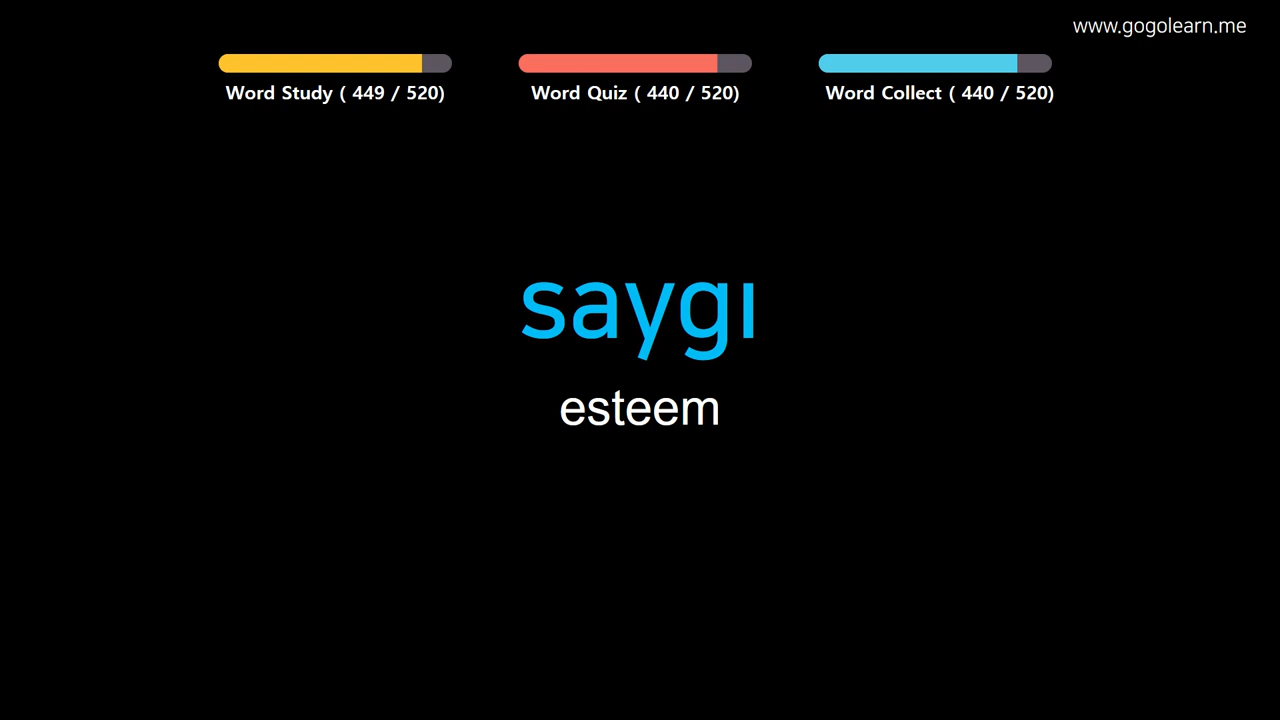 www.gogolearn.me
Word Study ( 449 / 520)
Word Quiz ( 440 / 520)
Word Collect ( 440 / 520)
saygı
esteem